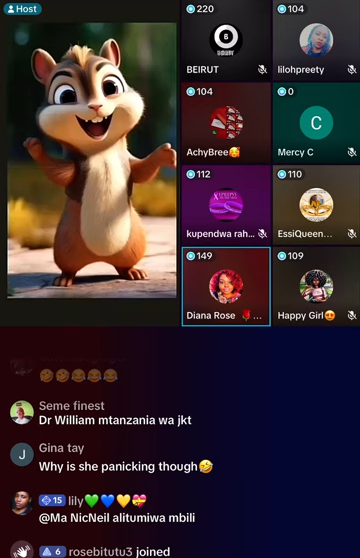 Host
220
BEIRUT
104
lilohpreety
104
AchyBree🥰
0
C
Mercy C
112
kupendwa rah...
110
EssiQueen...
149
Diana Rose 🌹...
109
Happy Girl😍
🤣🤣😂😂😂
Seme finest
Dr William mtanzania wa jkt
J
Gina tay
Why is she panicking though🤣
15 lily💚💙💛💝
@Ma NicNeil alitumiwa mbili
6 rosebitutu3 joined